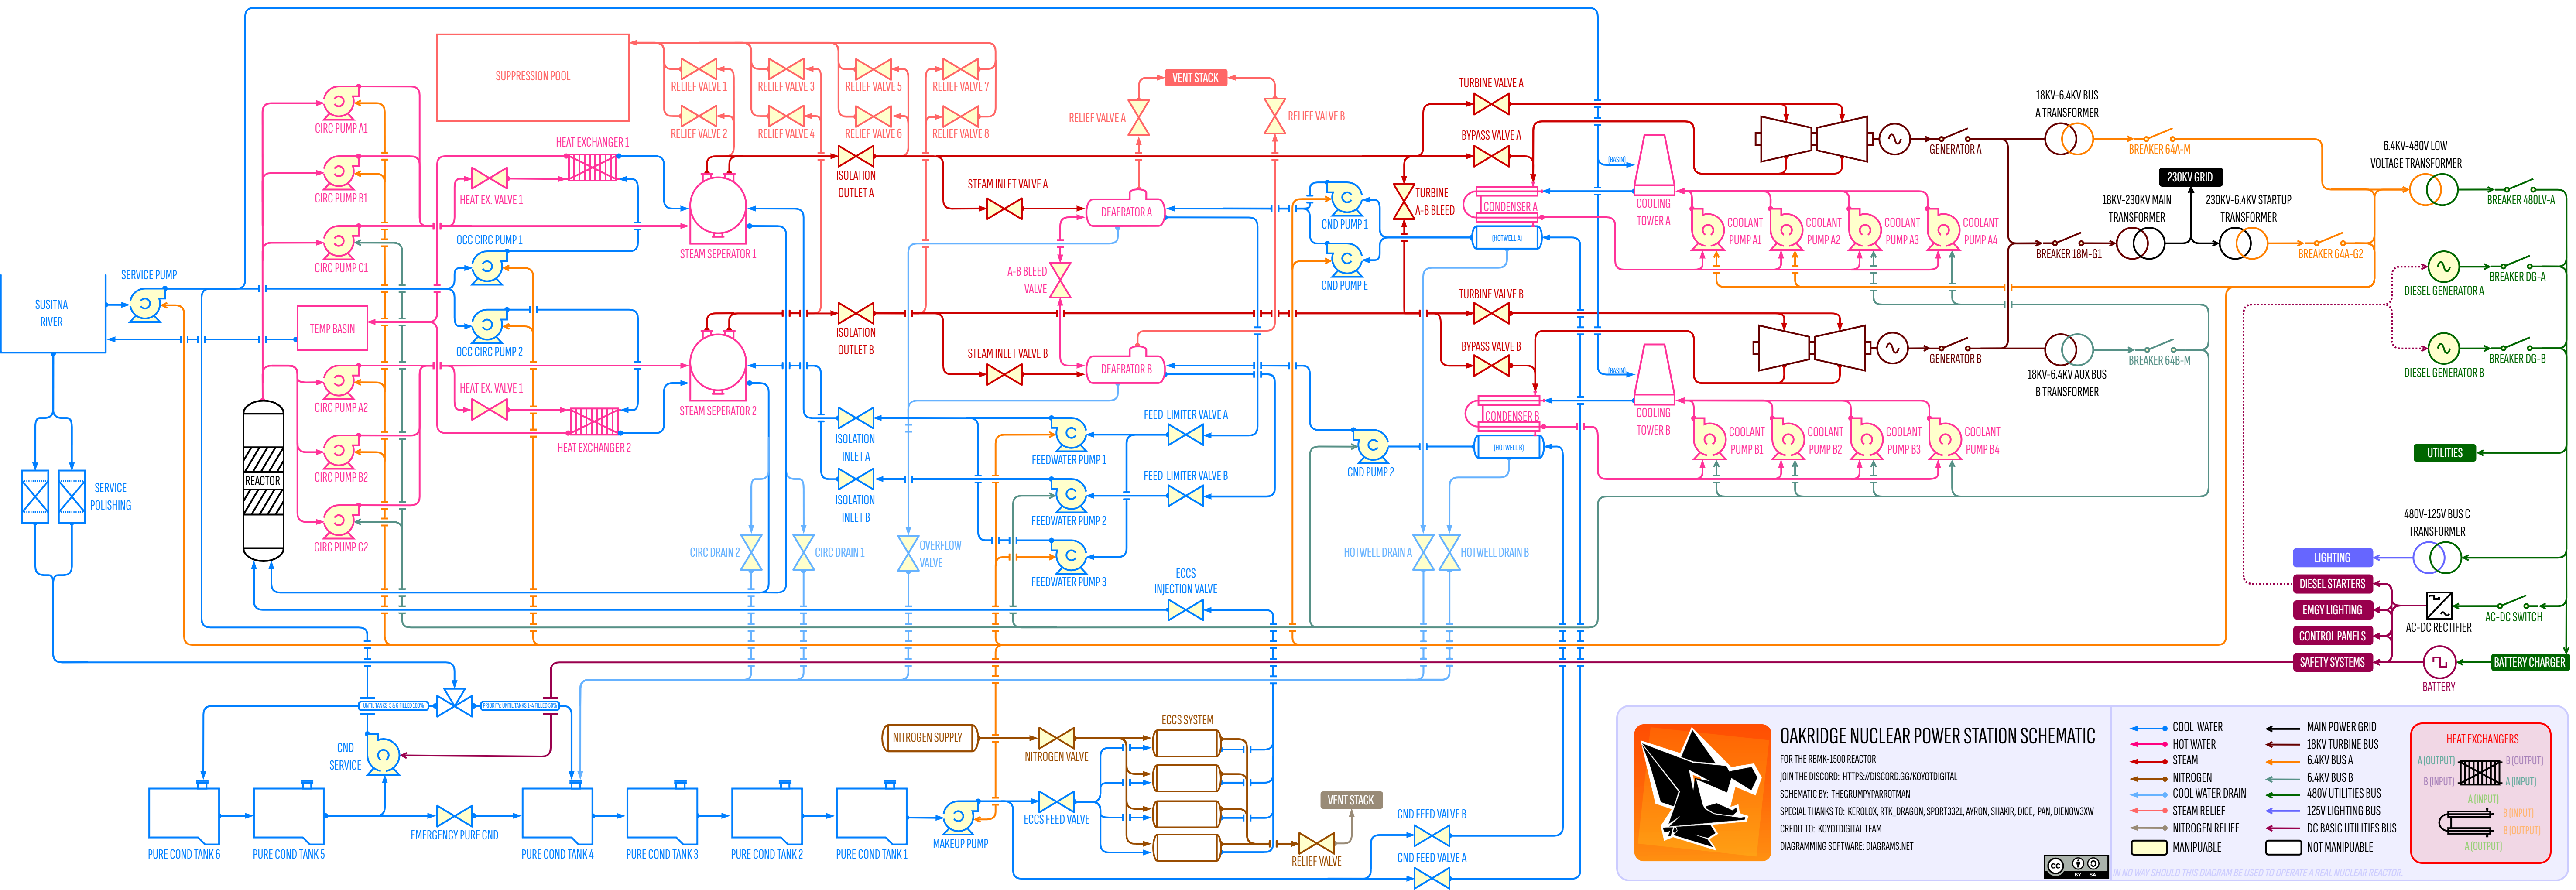 SUPPRESSION POOL
RELIEF VALVE 1
RELIEF VALVE 3
RELIEF VALVE 5
RELIEF VALVE 7
RELIEF VALVE 2
RELIEF VALVE 4
RELIEF VALVE 6
RELIEF VALVE 8
VENT STACK
RELIEF VALVE A
RELIEF VALVE B
TURBINE VALVE A
BYPASS VALVE A
CIRC PUMP A1
CIRC PUMP B1
CIRC PUMP C1
HEAT EXCHANGER 1
HEAT EX. VALVE 1
OCC CIRC PUMP 1
OCC CIRC PUMP 2
STEAM SEPERATOR 1
ISOLATION
OUTLET A
STEAM INLET VALVE A
DEAERATOR A
A-B BLEED
VALVE
CND PUMP 1
CND PUMP E
TURBINE
A-B BLEED
CONDENSER A
(HOTWELL A)
(BASIN)
COOLING
TOWER A
COOLANT
PUMP A1
COOLANT
PUMP A2
COOLANT
PUMP A3
COOLANT
PUMP A4
GENERATOR A
18KV-6.4KV BUS
A TRANSFORMER
BREAKER 64A-M
230KV GRID
18KV-230KV MAIN
TRANSFORMER
230KV-6.4KV STARTUP
TRANSFORMER
BREAKER 18M-G1
BREAKER 64A-G2
6.4KV-480V LOW
VOLTAGE TRANSFORMER
BREAKER 480LV-A
DIESEL GENERATOR A
BREAKER DG-A
DIESEL GENERATOR B
BREAKER DG-B
SUSITNA
RIVER
SERVICE PUMP
TEMP BASIN
CIRC PUMP A2
CIRC PUMP B2
CIRC PUMP C2
REACTOR
HEAT EX. VALVE 1
HEAT EXCHANGER 2
STEAM SEPERATOR 2
ISOLATION
OUTLET B
STEAM INLET VALVE B
DEAERATOR B
TURBINE VALVE B
BYPASS VALVE B
CONDENSER B
(HOTWELL B)
(BASIN)
COOLING
TOWER B
COOLANT
PUMP B1
COOLANT
PUMP B2
COOLANT
PUMP B3
COOLANT
PUMP B4
GENERATOR B
18KV-6.4KV AUX BUS
B TRANSFORMER
BREAKER 64B-M
SERVICE
POLISHING
ISOLATION
INLET A
ISOLATION
INLET B
FEEDWATER PUMP 1
FEEDWATER PUMP 2
FEEDWATER PUMP 3
FEED LIMITER VALVE A
FEED LIMITER VALVE B
CND PUMP 2
CIRC DRAIN 2
CIRC DRAIN 1
OVERFLOW
VALVE
HOTWELL DRAIN A
HOTWELL DRAIN B
ECCS
INJECTION VALVE
UTILITIES
480V-125V BUS C
TRANSFORMER
LIGHTING
DIESEL STARTERS
EMGY LIGHTING
CONTROL PANELS
SAFETY SYSTEMS
AC-DC RECTIFIER
AC-DC SWITCH
BATTERY
BATTERY CHARGER
UNTIL TANKS 5 & 6 FILLED 100%
PRIORITY UNTIL TANKS 1-4 FILLED 50%
CND
SERVICE
EMERGENCY PURE CND
PURE COND TANK 6
PURE COND TANK 5
PURE COND TANK 4
PURE COND TANK 3
PURE COND TANK 2
PURE COND TANK 1
MAKEUP PUMP
NITROGEN SUPPLY
NITROGEN VALVE
ECCS SYSTEM
ECCS FEED VALVE
RELIEF VALVE
VENT STACK
CND FEED VALVE B
CND FEED VALVE A
OAKRIDGE NUCLEAR POWER STATION SCHEMATIC
FOR THE RBMK-1500 REACTOR
JOIN THE DISCORD: HTTPS://DISCORD.GG/KOYOTDIGITAL
SCHEMATIC BY: THEGRUMPYPARROTMAN
SPECIAL THANKS TO: KEROLOX, RTK_DRAGON, SPORT3321, AYRON, SHAKIR, DICE, PAN, DIENOW3XW
CREDIT TO: KOYOTDIGITAL TEAM
DIAGRAMMING SOFTWARE: DIAGRAMS.NET
CC BY SA
COOL WATER
HOT WATER
STEAM
NITROGEN
COOL WATER DRAIN
STEAM RELIEF
NITROGEN RELIEF
MANIPUABLE
MAIN POWER GRID
18KV TURBINE BUS
6.4KV BUS A
6.4KV BUS B
480V UTILITIES BUS
125V LIGHTING BUS
DC BASIC UTILITIES BUS
NOT MANIPUABLE
HEAT EXCHANGERS
A (OUTPUT)
B (OUTPUT)
B (INPUT)
A (INPUT)
A (INPUT)
B (INPUT)
B (OUTPUT)
A (OUTPUT)
IN NO WAY SHOULD THIS DIAGRAM BE USED TO OPERATE A REAL NUCLEAR REACTOR.